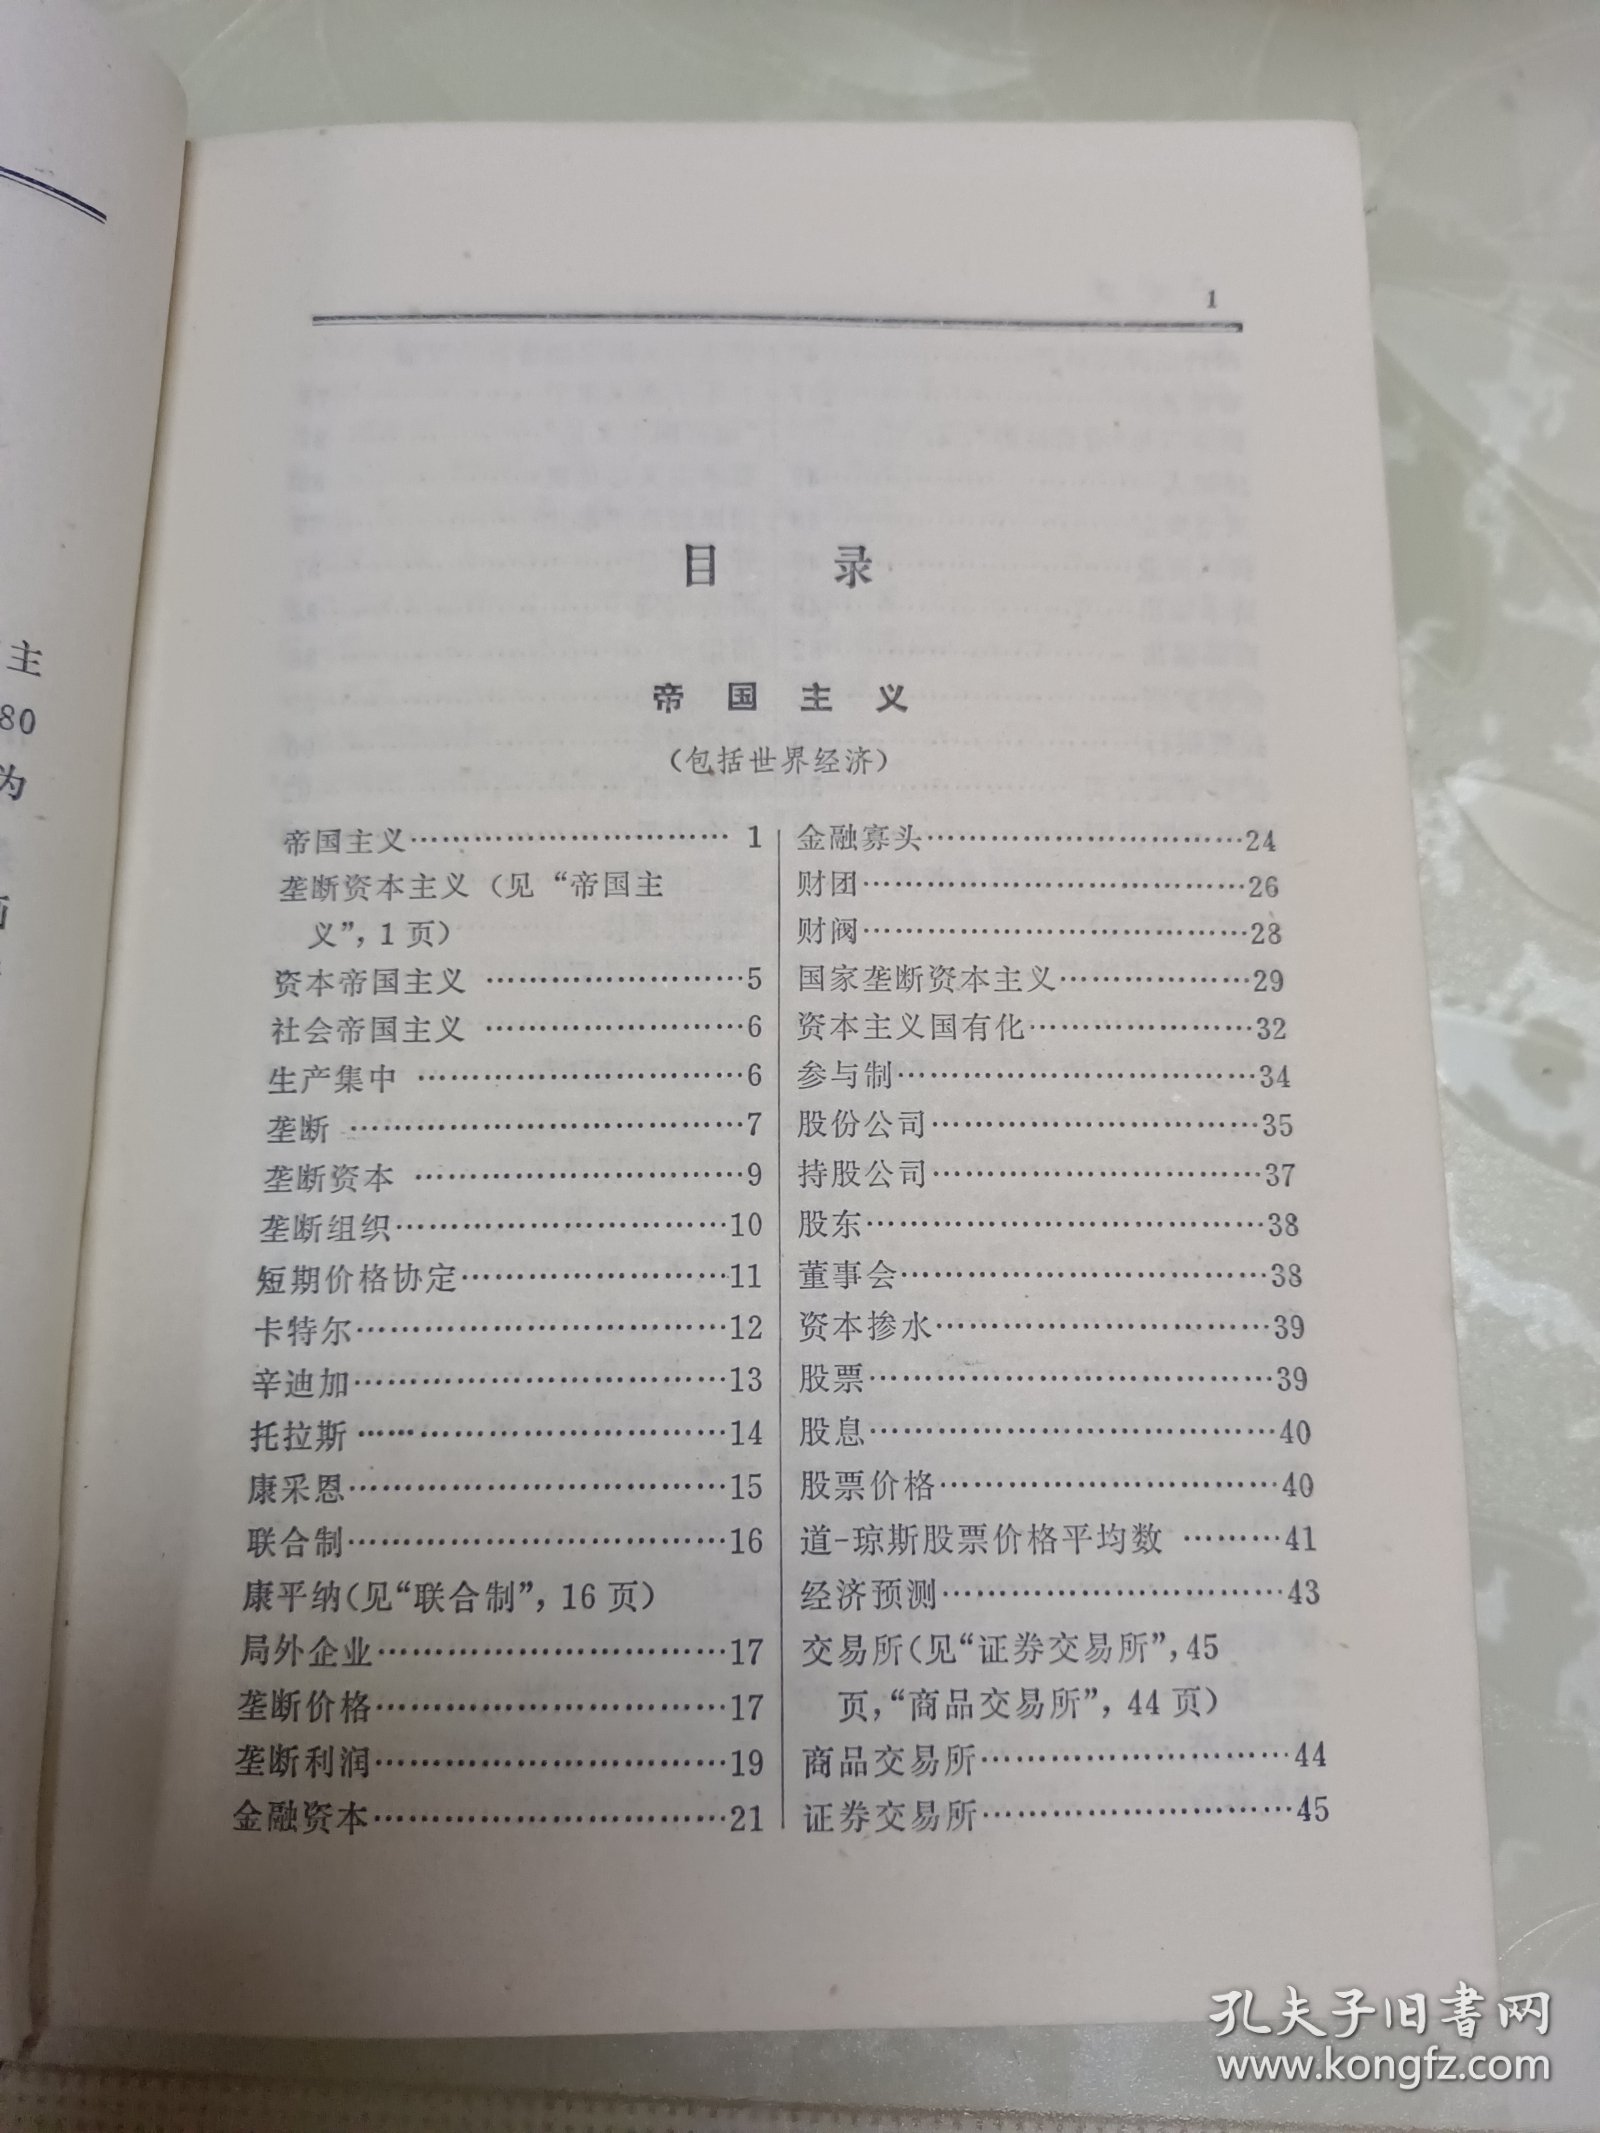 主
80
为
1
目 录
帝国主义
（包括世界经济）
帝国主义……………………………1
垄断资本主义（见“帝国主
义”，1页）
资本帝国主义……………………5
社会帝国主义……………………6
生产集中…………………………6
垄断………………………………7
垄断资本…………………………9
垄断组织…………………………10
短期价格协定……………………11
卡特尔……………………………12
辛迪加……………………………13
托拉斯……………………………14
康采恩……………………………15
联合制……………………………16
康平纳（见“联合制”，16页）
局外企业…………………………17
垄断价格…………………………17
垄断利润…………………………19
金融资本…………………………21
金融寡头…………………………24
财团………………………………26
财阀………………………………28
国家垄断资本主义………………29
资本主义国有化…………………32
参与制……………………………34
股份公司…………………………35
持股公司…………………………37
股东………………………………38
董事会……………………………38
资本掺水…………………………39
股票………………………………39
股息………………………………40
股票价格…………………………40
道-琼斯股票价格平均数………41
经济预测…………………………43
交易所（见“证券交易所”，45
页，“商品交易所”，44页）
商品交易所………………………44
证券交易所………………………45
孔夫子旧书网
www.kongfz.com